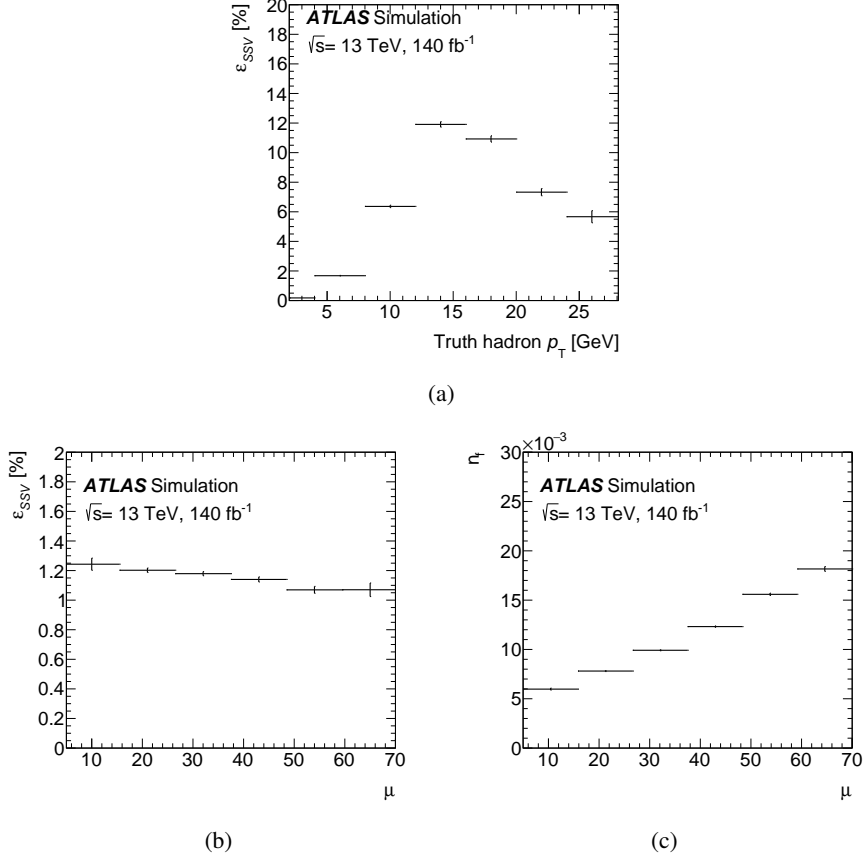 ATLAS Simulation
√s= 13 TeV, 140 fb⁻¹
ε_SSV [%]
20
18
16
14
12
10
8
6
4
2
0
5 10 15 20 25
Truth hadron p_T [GeV]
(a)
ATLAS Simulation
√s= 13 TeV, 140 fb⁻¹
ε_SSV [%]
2
1.8
1.6
1.4
1.2
1
0.8
0.6
0.4
0.2
0
10 20 30 40 50 60 70
μ
(b)
×10⁻³
ATLAS Simulation
√s= 13 TeV, 140 fb⁻¹
n_f
30
25
20
15
10
5
0
10 20 30 40 50 60 70
μ
(c)